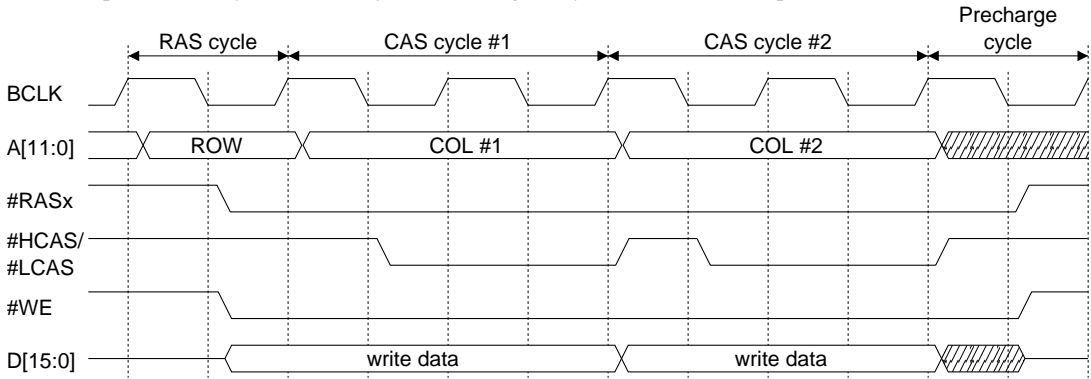 Precharge
RAS cycle CAS cycle #1 CAS cycle #2 cycle
BCLK
A[11:0] ROW COL #1 COL #2
#RASx
#HCAS/
#LCAS
#WE
D[15:0] write data write data